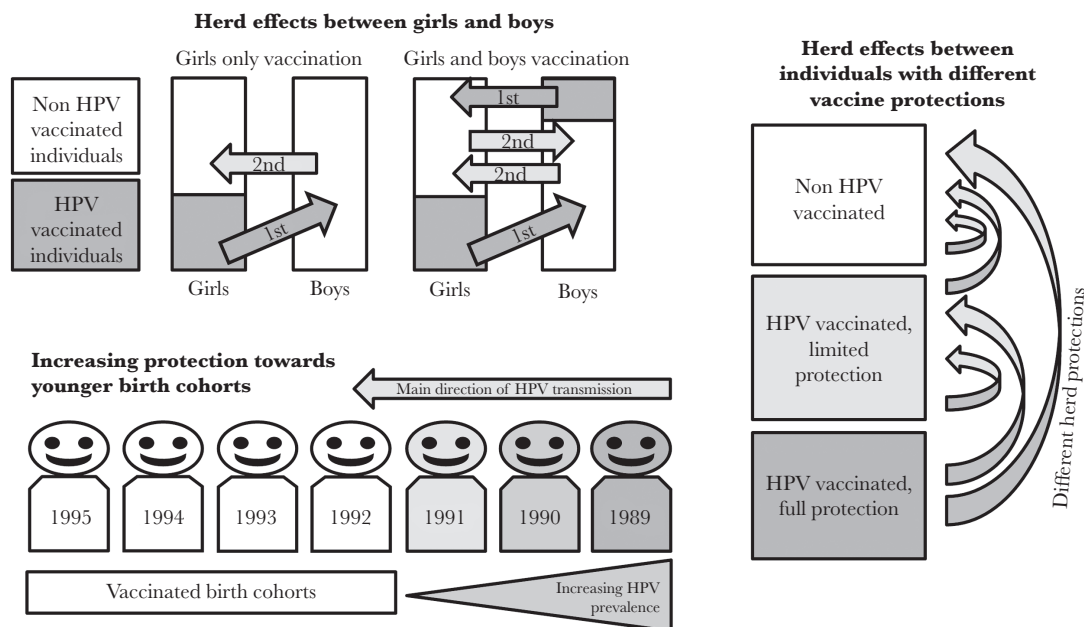 Herd effects between girls and boys
Girls only vaccination
Girls and boys vaccination
Non HPV
vaccinated
individuals
HPV
vaccinated
individuals
2nd
1st
Girls
Boys
1st
2nd
2nd
1st
Girls
Boys
Increasing protection towards
younger birth cohorts
Main direction of HPV transmission
1995
1994
1993
1992
1991
1990
1989
Vaccinated birth cohorts
Increasing HPV
prevalence
Herd effects between
individuals with different
vaccine protections
Non HPV
vaccinated
HPV vaccinated,
limited
protection
HPV vaccinated,
full protection
Different herd protections